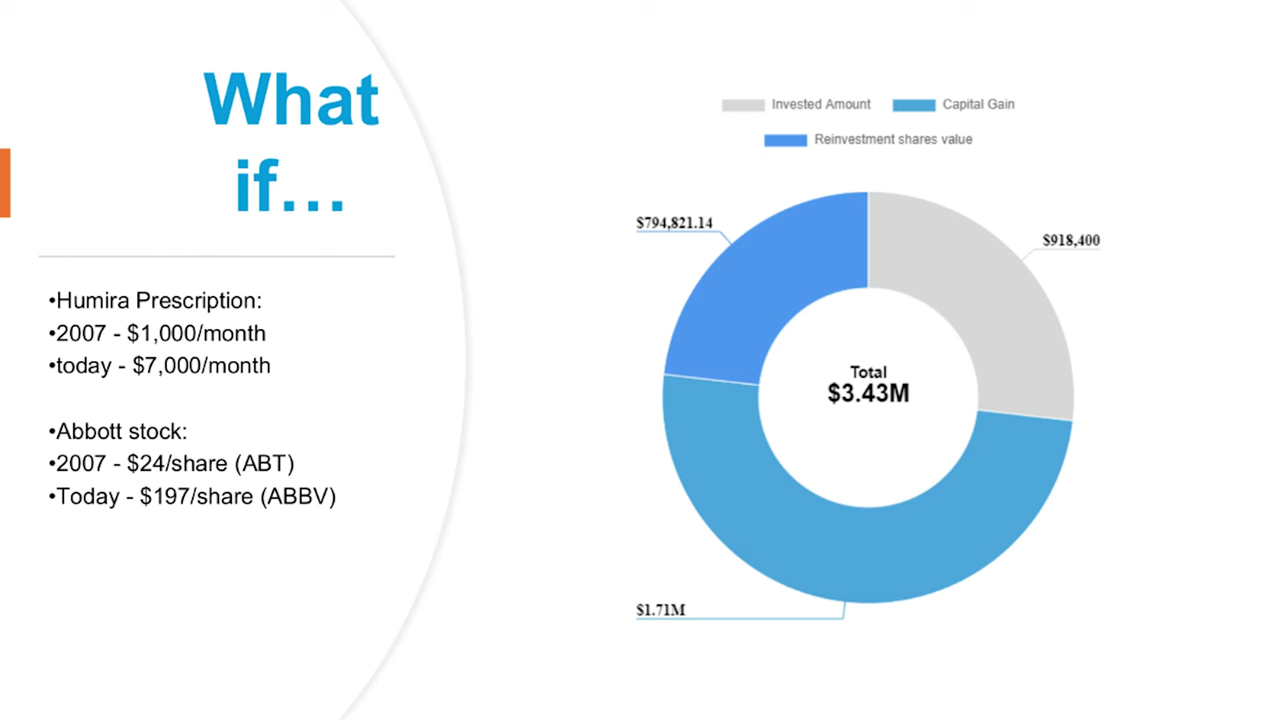 What
if…
•Humira Prescription:
•2007 - $1,000/month
•today - $7,000/month
•Abbott stock:
•2007 - $24/share (ABT)
•Today - $197/share (ABBV)
Invested Amount
Capital Gain
Reinvestment shares value
$794,821.14
$918,400
Total
$3.43M
$1.71M